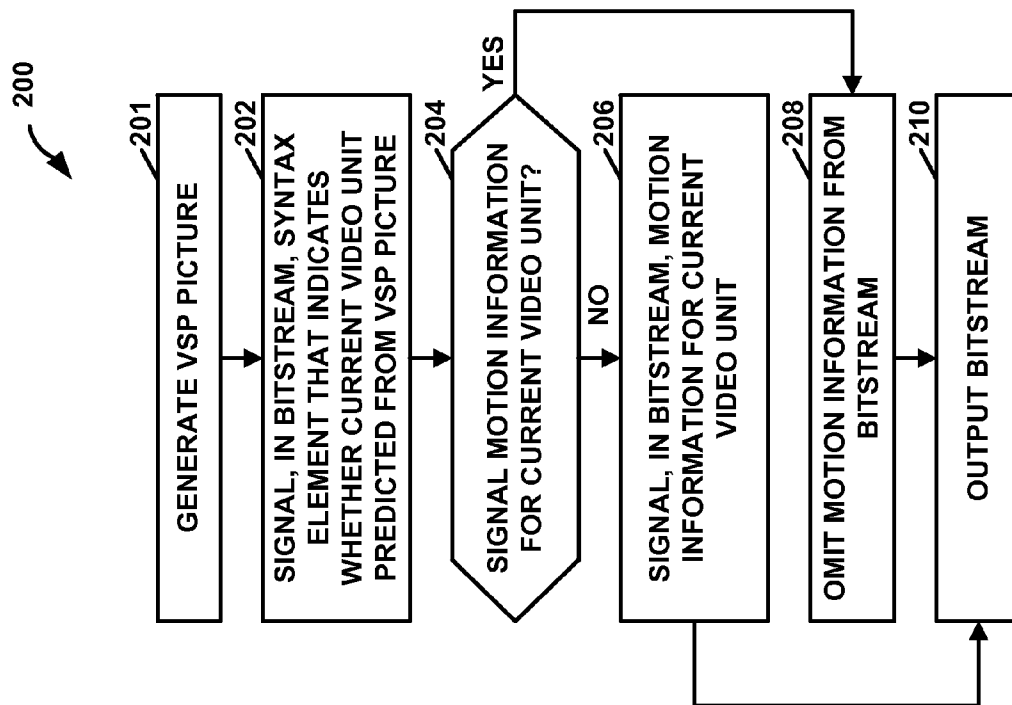 200
201
GENERATE VSP PICTURE
202
SIGNAL, IN BITSTREAM, SYNTAX
ELEMENT THAT INDICATES
WHETHER CURRENT VIDEO UNIT
PREDICTED FROM VSP PICTURE
204
SIGNAL MOTION INFORMATION
FOR CURRENT VIDEO UNIT?
YES
NO
206
SIGNAL, IN BITSTREAM, MOTION
INFORMATION FOR CURRENT
VIDEO UNIT
208
OMIT MOTION INFORMATION FROM
BITSTREAM
210
OUTPUT BITSTREAM